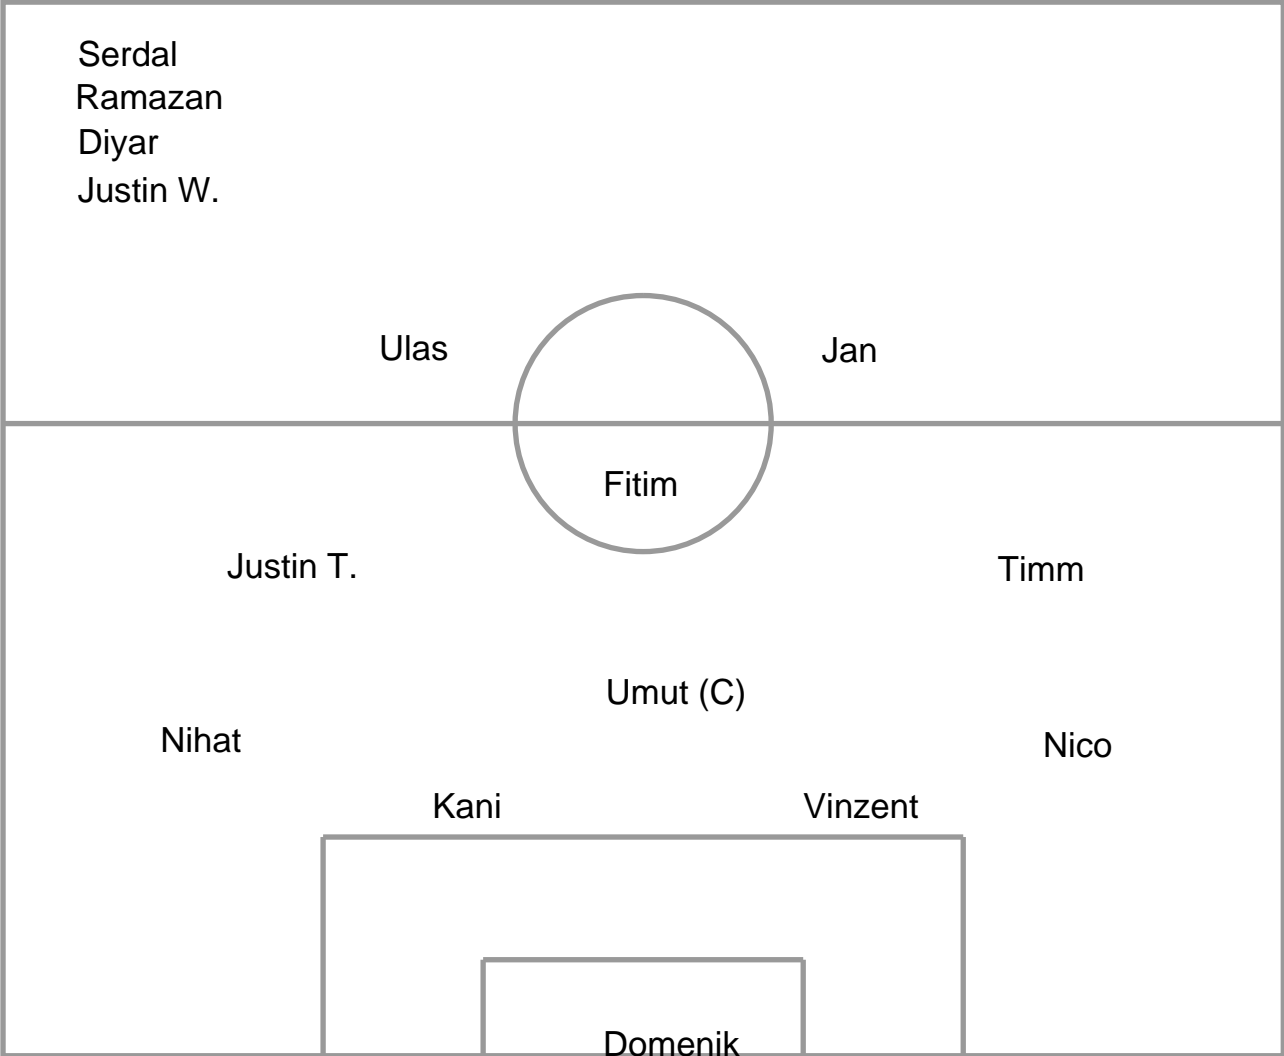 Serdal
Ramazan
Diyar
Justin W.
Ulas
Jan
Fitim
Justin T.
Timm
Umut (C)
Nihat
Nico
Kani
Vinzent
Domenik